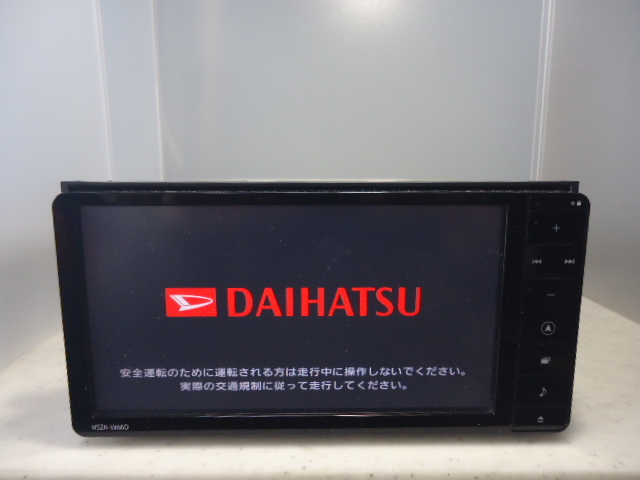 DAIHATSU
安全運転のために運転される方は走行中に操作しないでください。
実際の交通規制に従って走行してください。
NSZN-W66D